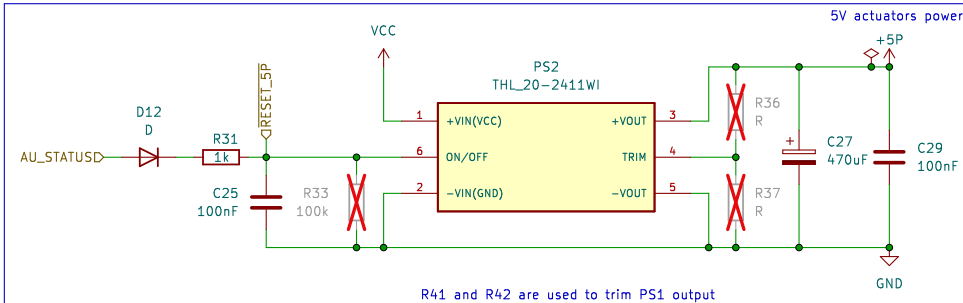 5V actuators power
VCC
+5P
RESET_5P
PS2
THL_20-2411WI
D12
D
R31
1k
AU_STATUS
1
+VIN(VCC)
+VOUT
3
R36
R
6
ON/OFF
TRIM
4
2
-VIN(GND)
-VOUT
5
R37
R
C25
100nF
R33
100k
+
C27
470uF
C29
100nF
GND
R41 and R42 are used to trim PS1 output